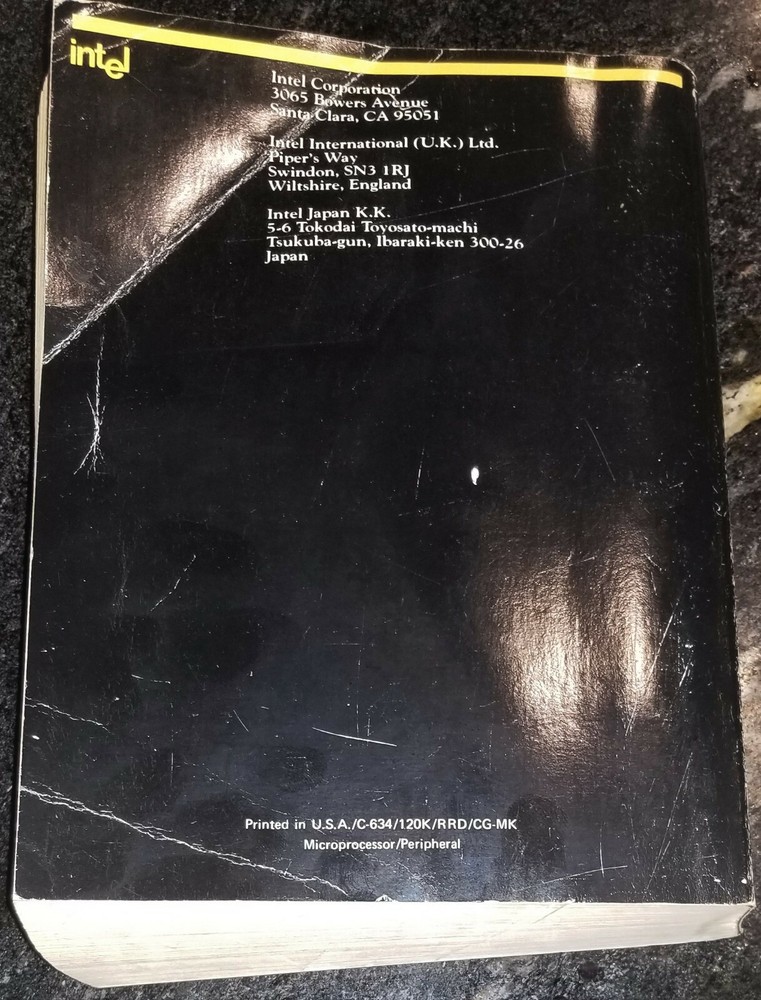 intel
Intel Corporation
3065 Bowers Avenue
Santa Clara, CA 95051
Intel International (U.K.) Ltd.
Piper's Way
Swindon, SN3 1RJ
Wiltshire, England
Intel Japan K.K.
5-6 Tokodai Toyosato-machi
Tsukuba-gun, Ibaraki-ken 300-26
Japan
Printed in U.S.A./C-634/120K/RRD/CG-MK
Microprocessor/Peripheral